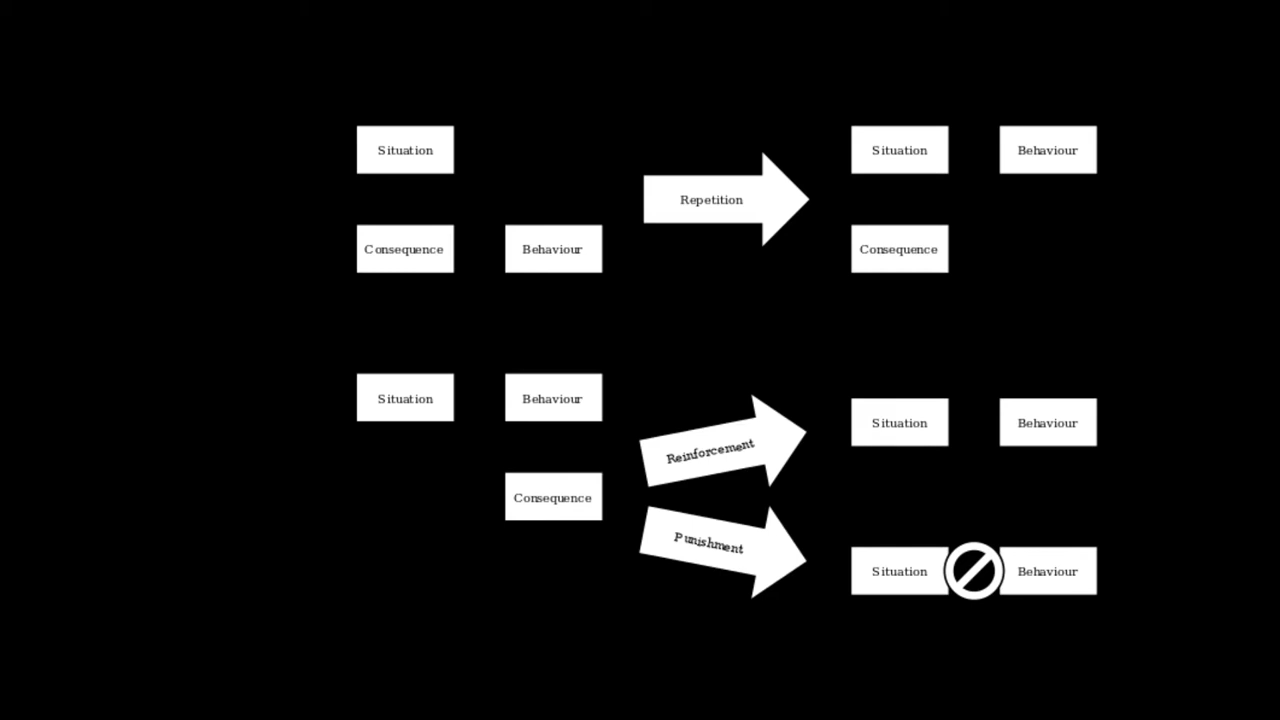 Situation
Situation
Behaviour
Repetition
Consequence
Behaviour
Consequence
Situation
Behaviour
Situation
Behaviour
Reinforcement
Consequence
Punishment
Situation
Behaviour